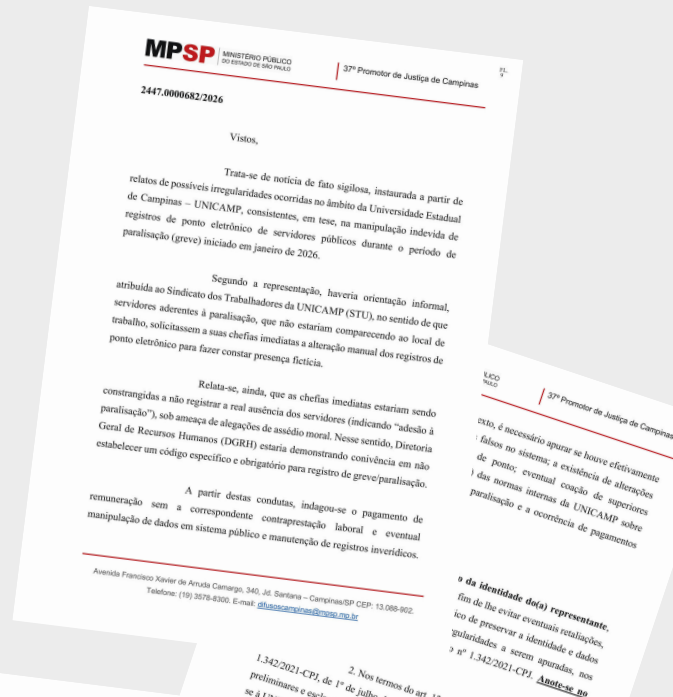 MPSP
MINISTÉRIO PÚBLICO
DO ESTADO DE SÃO PAULO
37º Promotor de Justiça de Campinas
2447.0000682/2026
Vistos,
Trata-se de notícia de fato sigilosa, instaurada a partir de
relatos de possíveis irregularidades ocorridas no âmbito da Universidade Estadual
de Campinas – UNICAMP, consistentes, em tese, na manipulação indevida de
registros de ponto eletrônico de servidores públicos durante o período de
paralisação (greve) iniciado em janeiro de 2026.
Segundo a representação, haveria orientação informal,
atribuída ao Sindicato dos Trabalhadores da UNICAMP (STU), no sentido de que
servidores aderentes à paralisação, que não estariam comparecendo ao local de
trabalho, solicitassem a suas chefias imediatas a alteração manual dos registros de
ponto eletrônico para fazer constar presença fictícia.
Relata-se, ainda, que as chefias imediatas estariam sendo
constrangidas a não registrar a real ausência dos servidores (indicando “adesão à
paralisação”), sob ameaça de alegações de assédio moral. Nesse sentido, Diretoria
Geral de Recursos Humanos (DGRH) estaria demonstrando conivência em não
estabelecer um código específico e obrigatório para registro de greve/paralisação.
A partir destas condutas, indagou-se o pagamento de
remuneração sem a correspondente contraprestação laboral e eventual
manipulação de dados em sistema público e manutenção de registros inverídicos.
Avenida Francisco Xavier de Arruda Camargo, 340, Jd. Santana – Campinas/SP CEP: 13.088-902.
Telefone: (19) 3578-8300. E-mail: difusoscampinas@mpsp.mp.br
37º Promotor de Justiça de Campinas
exto, é necessário apurar se houve efetivamente
falsos no sistema; a existência de alterações
de ponto; eventual coação de superiores
das normas internas da UNICAMP sobre
paralisação e a ocorrência de pagamentos
o da identidade do(a) representante,
fim de lhe evitar eventuais retaliações,
ico de preservar a identidade e dados
gularidades a serem apuradas, nos
o nº 1.342/2021-CPJ. Anote-se no
2. Nos termos do art.
1.342/2021-CPJ, de 1º de julho
preliminares e